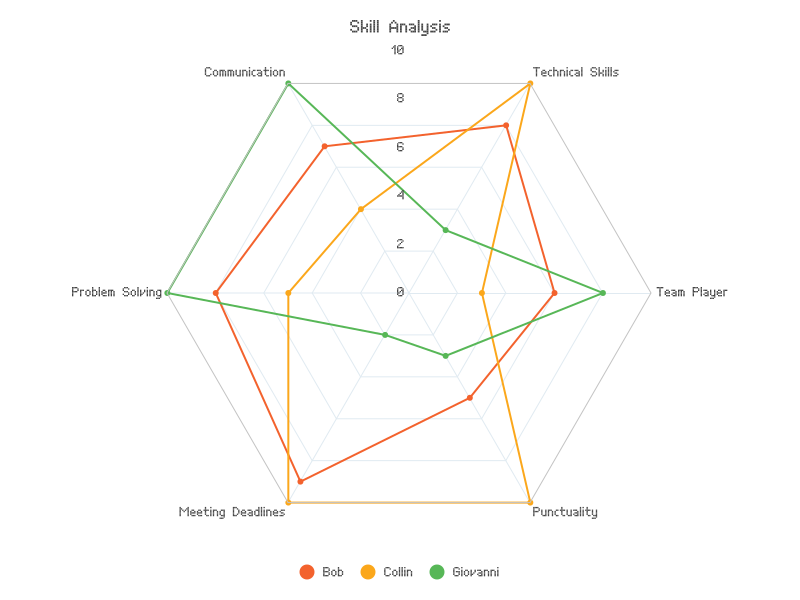 Skill Analysis
10
Communication
Technical Skills
8
6
4
2
Problem Solving
0
Team Player
Meeting Deadlines
Punctuality
Bob
Collin
Giovanni